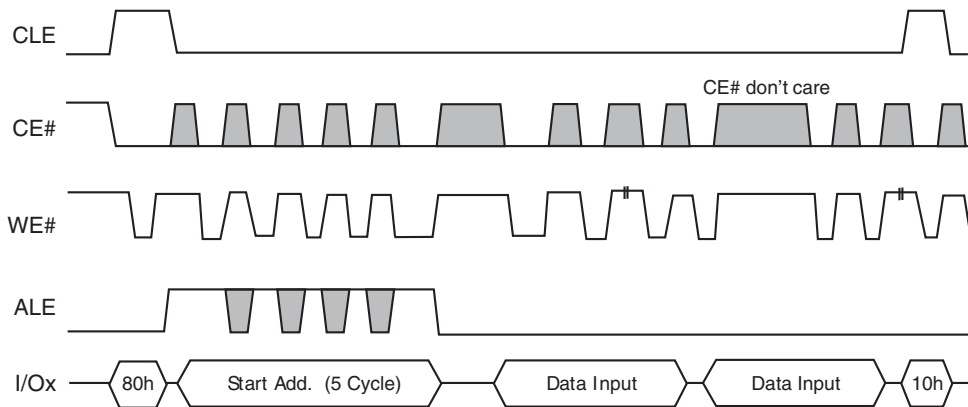 CLE
CE# don't care
CE#
WE#
ALE
I/Ox 80h Start Add. (5 Cycle) Data Input Data Input 10h